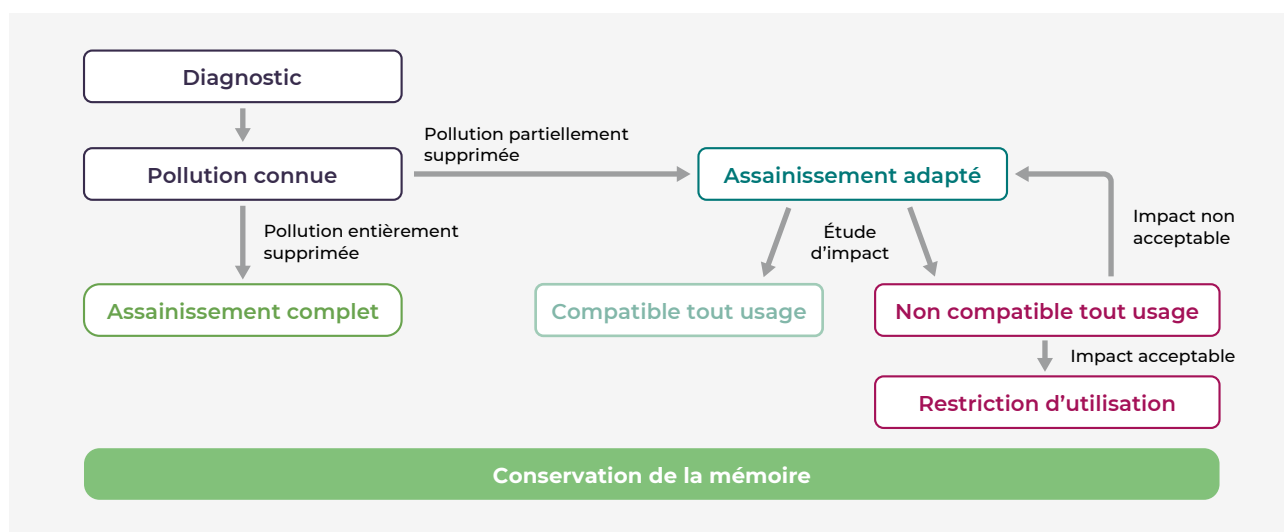 Diagnostic
Pollution connue
Pollution partiellement
supprimée
Assainissement adapté
Pollution entièrement
supprimée
Étude
d’impact
Impact non
acceptable
Assainissement complet
Compatible tout usage
Non compatible tout usage
Impact acceptable
Restriction d’utilisation
Conservation de la mémoire